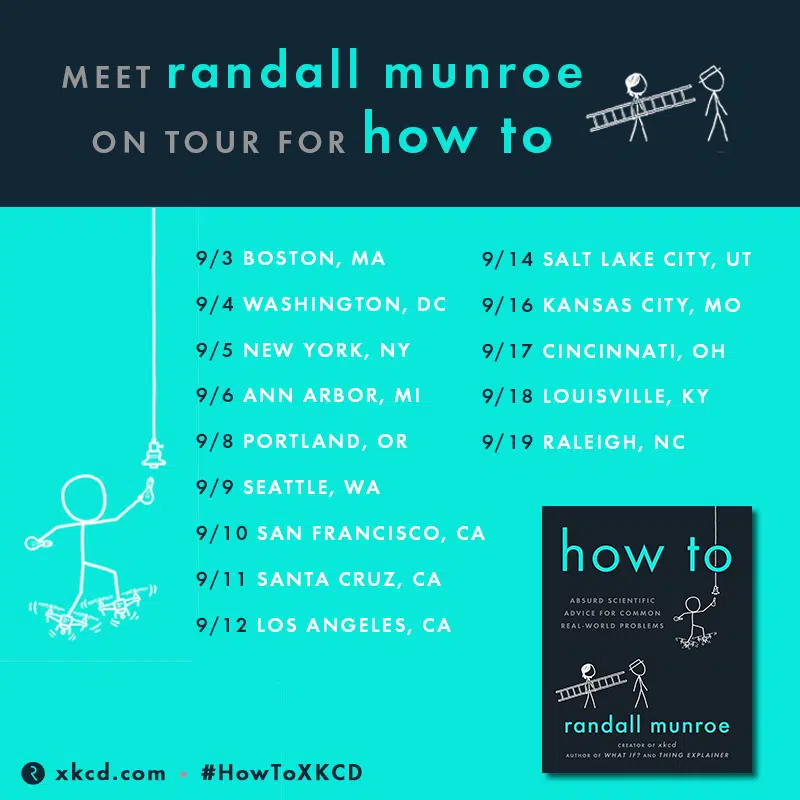 MEET randall munroe
ON TOUR FOR how to
9/3 BOSTON, MA
9/4 WASHINGTON, DC
9/5 NEW YORK, NY
9/6 ANN ARBOR, MI
9/8 PORTLAND, OR
9/9 SEATTLE, WA
9/10 SAN FRANCISCO, CA
9/11 SANTA CRUZ, CA
9/12 LOS ANGELES, CA
9/14 SALT LAKE CITY, UT
9/16 KANSAS CITY, MO
9/17 CINCINNATI, OH
9/18 LOUISVILLE, KY
9/19 RALEIGH, NC
how to
ABSURD SCIENTIFIC
ADVICE FOR COMMON
REAL-WORLD PROBLEMS
randall munroe
CREATOR OF xkcd
AUTHOR OF WHAT IF? AND THING EXPLAINER
xkcd.com • #HowToXKCD